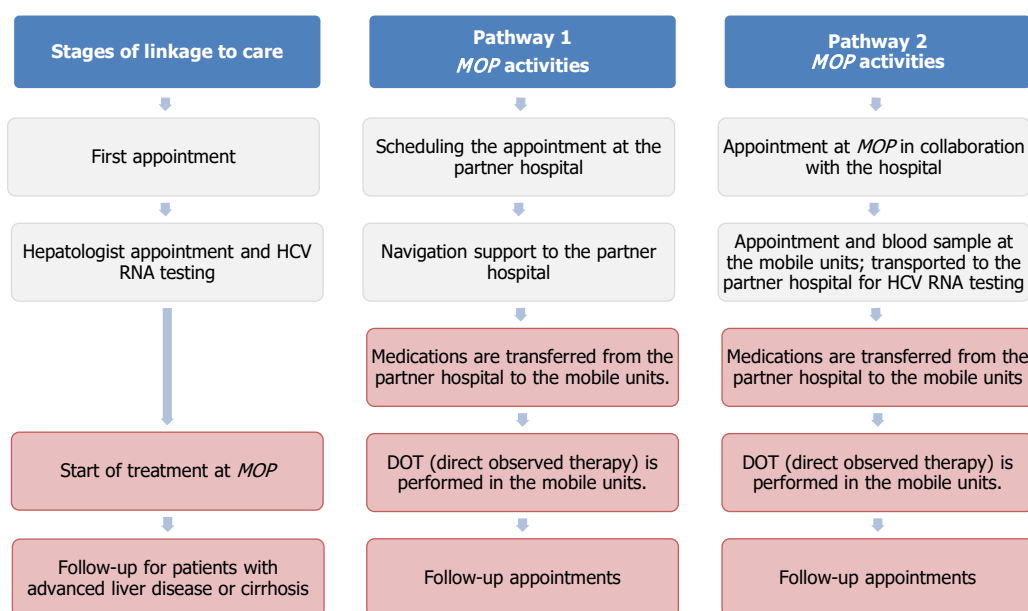 Stages of linkage to care
First appointment
Hepatologist appointment and HCV
RNA testing
Start of treatment at MOP
Follow-up for patients with
advanced liver disease or cirrhosis
Pathway 1
MOP activities
Scheduling the appointment at the
partner hospital
Navigation support to the partner
hospital
Medications are transferred from the
partner hospital to the mobile units.
DOT (direct observed therapy) is
performed in the mobile units.
Follow-up appointments
Pathway 2
MOP activities
Appointment at MOP in collaboration
with the hospital
Appointment and blood sample at
the mobile units; transported to the
partner hospital for HCV RNA testing
Medications are transferred from the
partner hospital to the mobile units
DOT (direct observed therapy) is
performed in the mobile units.
Follow-up appointments